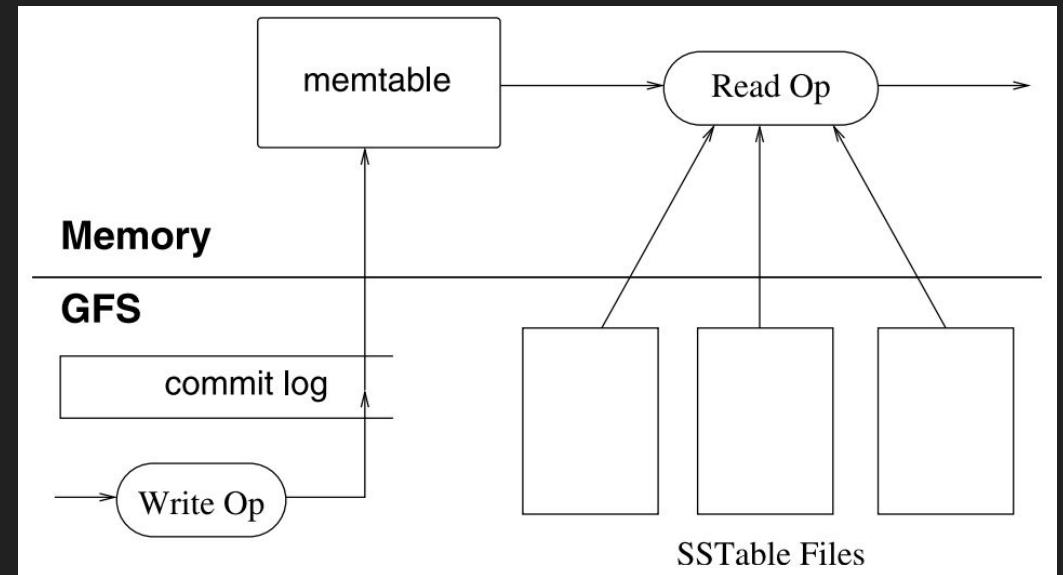 memtable
Read Op
Memory
GFS
commit log
Write Op
SSTable Files